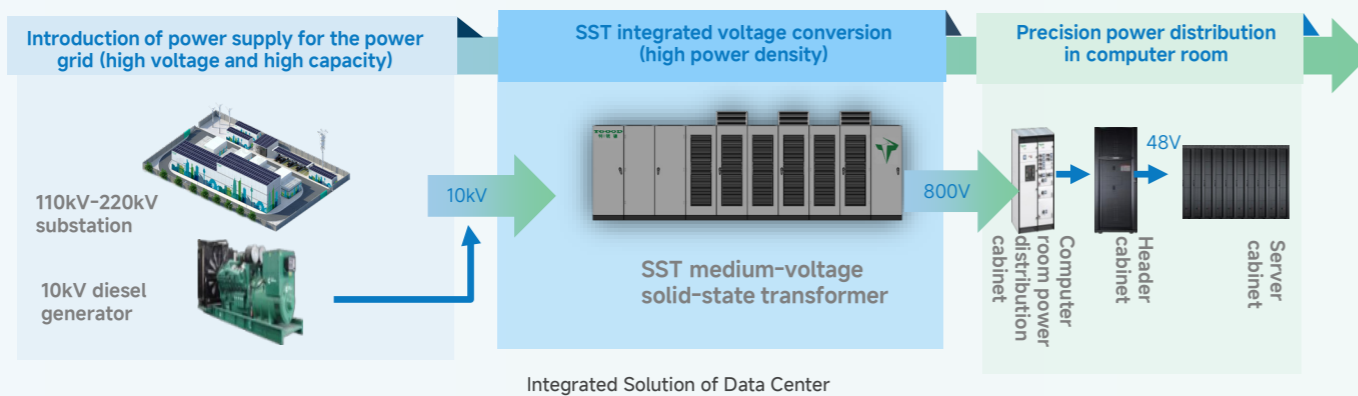 Introduction of power supply for the power
grid (high voltage and high capacity)
SST integrated voltage conversion
(high power density)
Precision power distribution
in computer room
110kV-220kV
substation
10kV diesel
generator
10kV
TGOOD
SST medium-voltage
solid-state transformer
800V
48V
Computer
room power
distribution
cabinet
Header
cabinet
Server
cabinet
Integrated Solution of Data Center